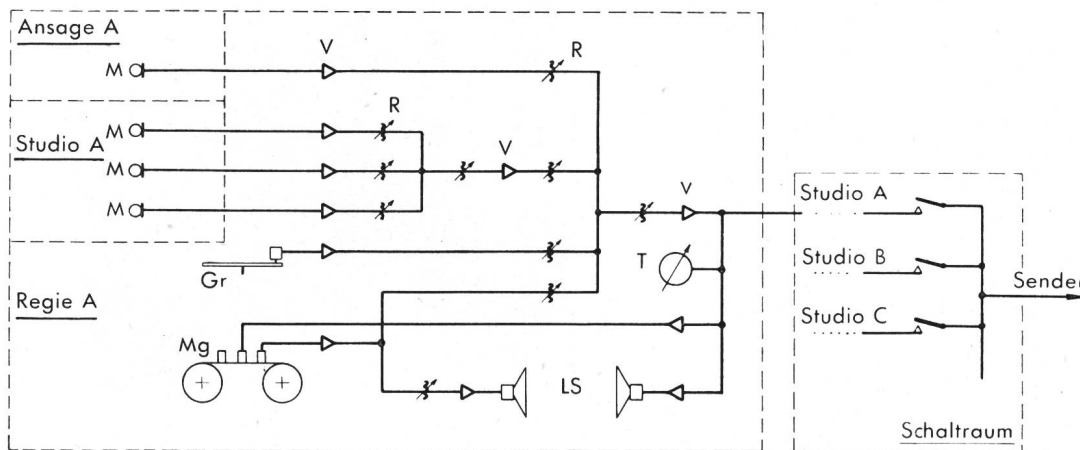 Ansage A
M
V
R
Studio A
M
R
M
V
M
V
Gr
T
Regie A
Mg
LS
Studio A
Studio B
Studio C
Sender
Schaltraum